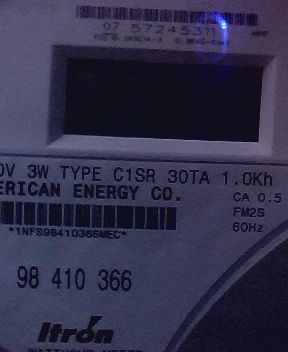 07 57245311
0V 3W TYPE C1SR 30TA 1.0Kh
ERICAN ENERGY CO.
CA 0.5
FM2S
60Hz
*1NFS98410366MEC*
98 410 366
Itrón